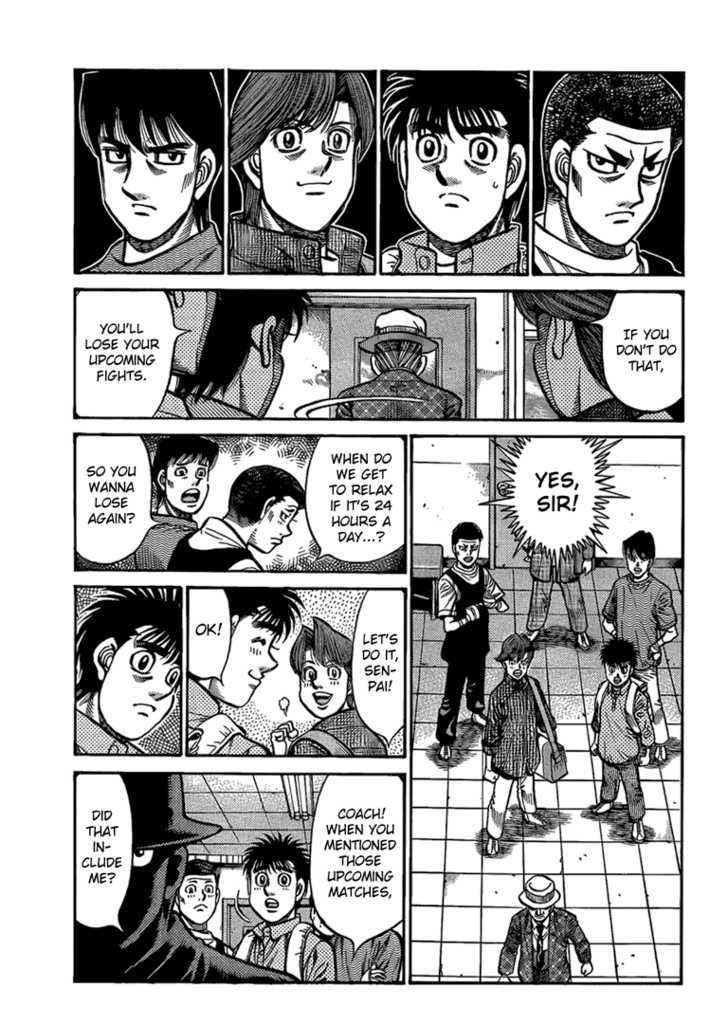 IF YOU
DON'T DO
THAT,
YOU'LL
LOSE YOUR
UPCOMING
FIGHTS.
YES,
SIR!
WHEN DO
WE GET
TO RELAX
IF IT'S 24
HOURS A
DAY...?
SO YOU
WANNA
LOSE
AGAIN?
LET'S
DO IT,
SEN-
PAI!
OK!
COACH!
WHEN YOU
MENTIONED
THOSE
UPCOMING
MATCHES,
DID
THAT
IN-
CLUDE
ME?